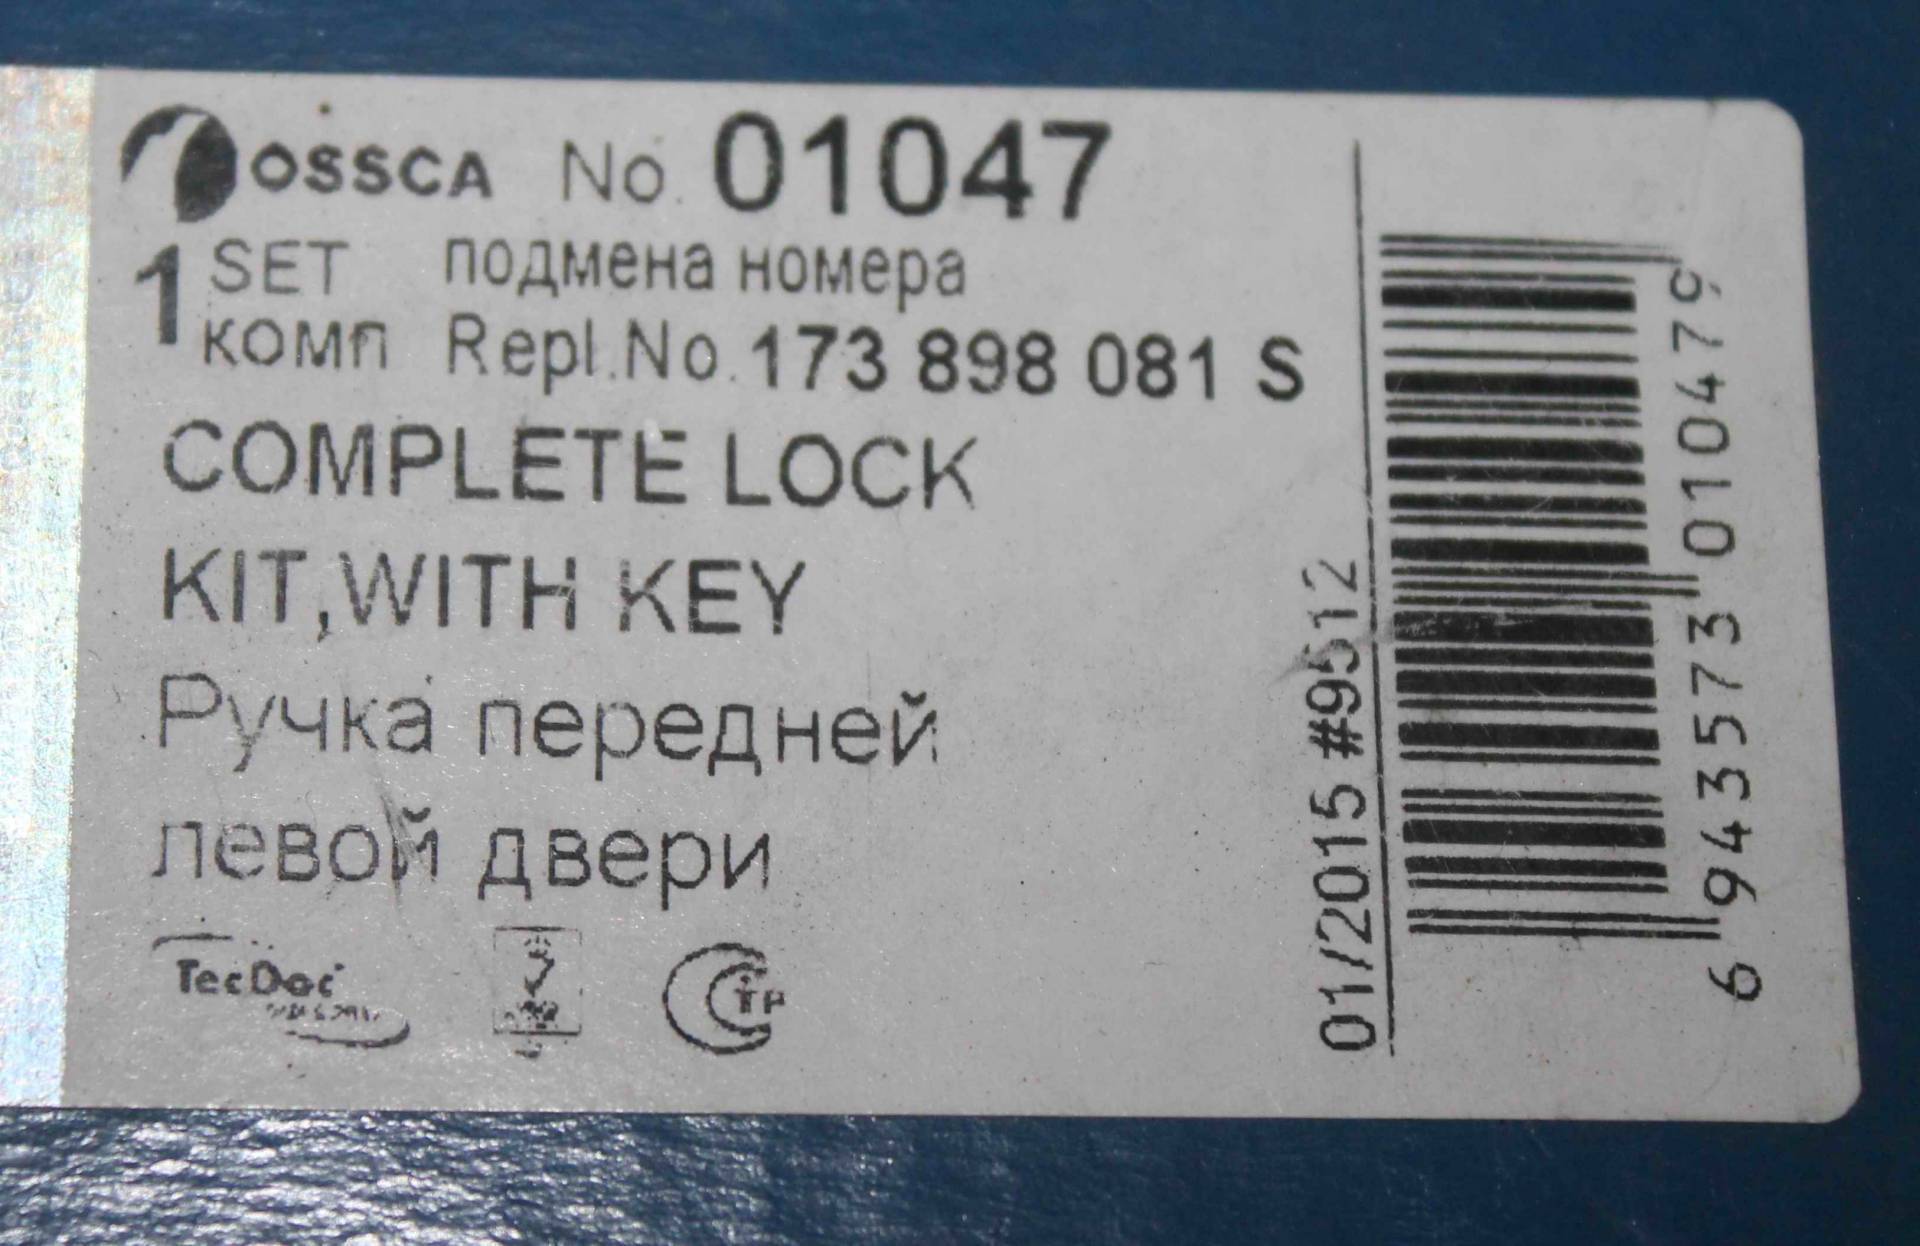 OSSCA No. 01047
1 SET подмена номера
КОМП Repl.No. 173 898 081 S
COMPLETE LOCK
KIT,WITH KEY
Ручка передней
левой двери
TecDoc
01/2015 #9512
6 943573 010479